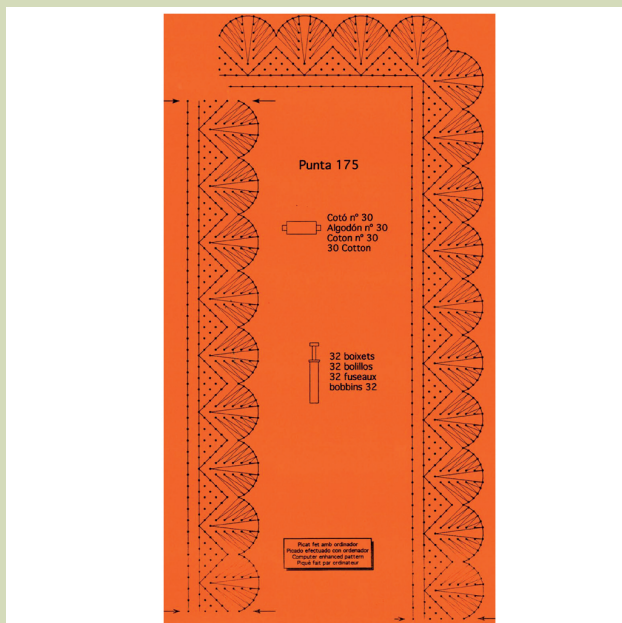 Punta 175
Cotó nº 30
Algodón nº 30
Coton nº 30
30 Cotton
32 boixets
32 bolillos
32 fuseaux
bobbins 32
Picat fet amb ordinador
Picado efectuado con ordenador
Computer enhanced pattern
Piqué fait par ordinateur